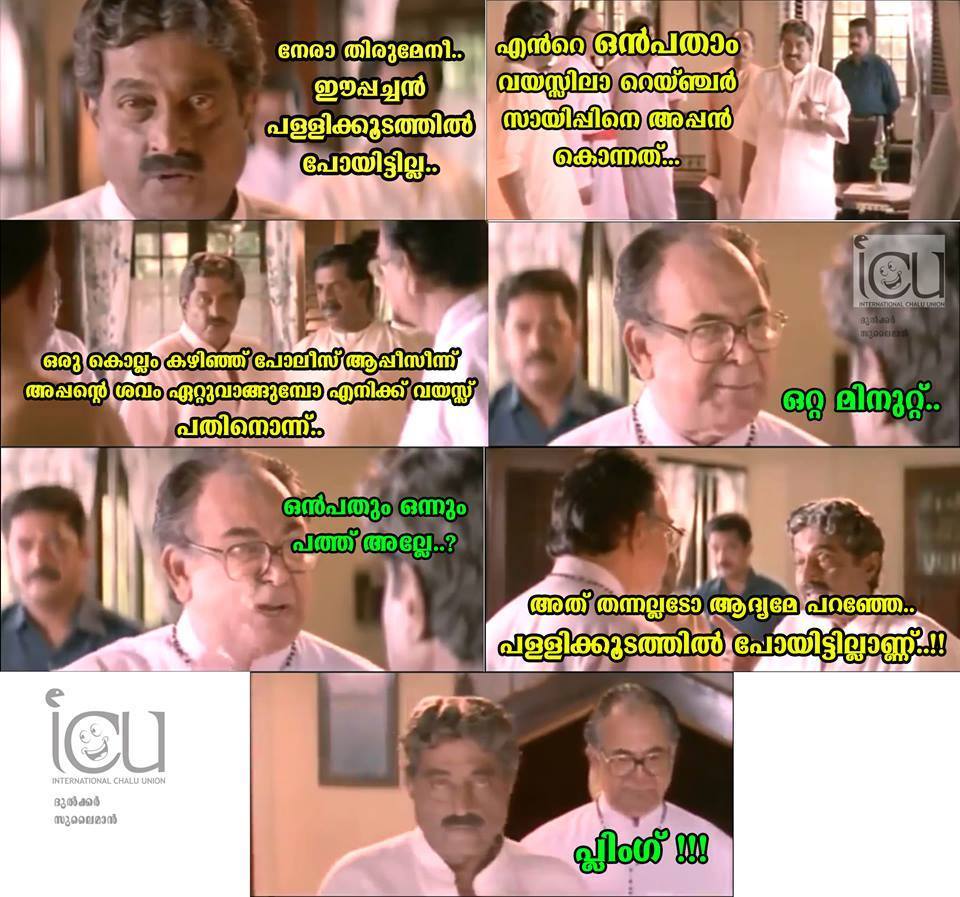 നേരാ തിരുമേനീ..
ഈപ്പച്ചൻ
പള്ളിക്കൂടത്തിൽ
പോയിട്ടില്ല..
എൻറെ ഒൻപതാം
വയസ്സിലാ റെയ്ഞ്ചർ
സായിപ്പിനെ അപ്പൻ
കൊന്നത്...
ഒരു കൊല്ലം കഴിഞ്ഞ് പോലീസ് ആപ്പീസീന്ന്
അപ്പന്റെ ശവം ഏറ്റുവാങ്ങുമ്പോ എനിക്ക് വയസ്സ്
പതിനൊന്ന്..
icu
INTERNATIONAL CHALU UNION
ദുൽക്കർ
സുലൈമാൻ
ഒറ്റ മിനുറ്റ്..
ഒൻപതും ഒന്നും
പത്ത് അല്ലേ..?
അത് തന്നല്ലടോ ആദ്യമേ പറഞ്ഞേ..
പള്ളിക്കൂടത്തിൽ പോയിട്ടില്ലാണ്ണ്..!!
icu
INTERNATIONAL CHALU UNION
ദുൽക്കർ
സുലൈമാൻ
പ്ലിംഗ് !!!